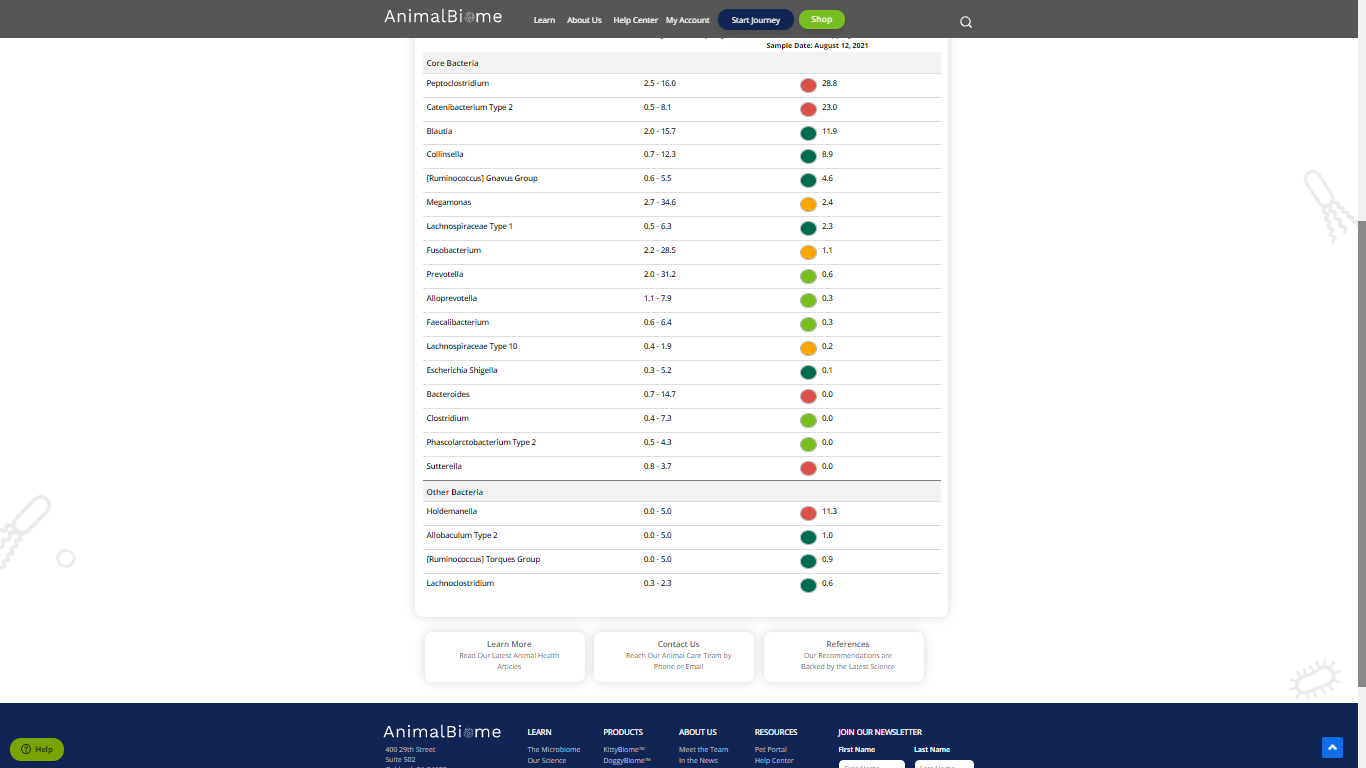 AnimalBiome Learn About Us Help Center My Account Start Journey Shop
Sample Date: August 12, 2021
Core Bacteria
Peptoclostridium 2.5 - 16.0 28.8
Catenibacterium Type 2 0.5 - 8.1 23.0
Blautia 2.0 - 15.7 11.9
Collinsella 0.7 - 12.3 8.9
[Ruminococcus] Gnavus Group 0.6 - 5.5 4.6
Megamonas 2.7 - 34.6 2.4
Lachnospiraceae Type 1 0.5 - 6.3 2.3
Fusobacterium 2.2 - 28.5 1.1
Prevotella 2.0 - 31.2 0.6
Alloprevotella 1.1 - 7.9 0.3
Faecalibacterium 0.6 - 6.4 0.3
Lachnospiraceae Type 10 0.4 - 1.9 0.2
Escherichia Shigella 0.3 - 5.2 0.1
Bacteroides 0.7 - 14.7 0.0
Clostridium 0.4 - 7.3 0.0
Phascolarctobacterium Type 2 0.5 - 4.3 0.0
Sutterella 0.8 - 3.7 0.0
Other Bacteria
Holdemanella 0.0 - 5.0 11.3
Allobaculum Type 2 0.0 - 5.0 1.0
[Ruminococcus] Torques Group 0.0 - 5.0 0.9
Lachnoclostridium 0.3 - 2.3 0.6
Learn More
Read Our Latest Animal Health
Articles
Contact Us
Reach Our Animal Care Team by
Phone or Email
References
Our Recommendations are
Backed by the Latest Science
AnimalBiome
400 29th Street
Suite 502
LEARN
The Microbiome
Our Science
PRODUCTS
KittyBiome™
DoggyBiome™
ABOUT US
Meet the Team
In the News
RESOURCES
Pet Portal
Help Center
JOIN OUR NEWSLETTER
First Name Last Name
Help